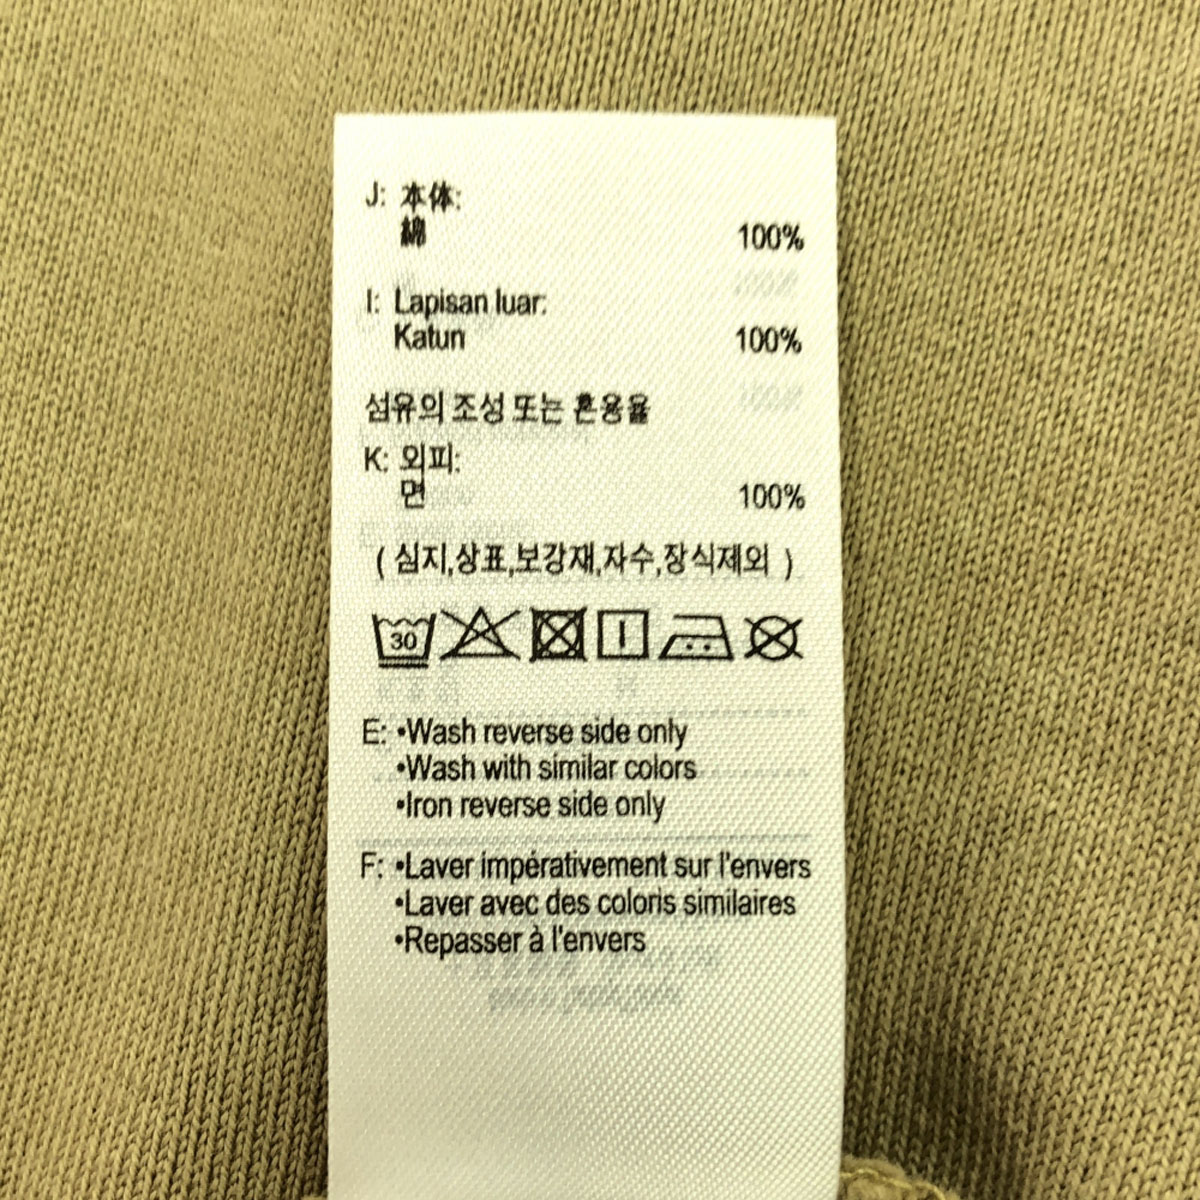 J: 本体:
綿 100%
I: Lapisan luar:
Katun 100%
섬유의 조성 또는 혼용율
K: 외피:
면 100%
( 심지,상표,보강재,자수,장식제외 )
30
E: •Wash reverse side only
•Wash with similar colors
•Iron reverse side only
F: •Laver impérativement sur l'envers
•Laver avec des coloris similaires
•Repasser à l'envers